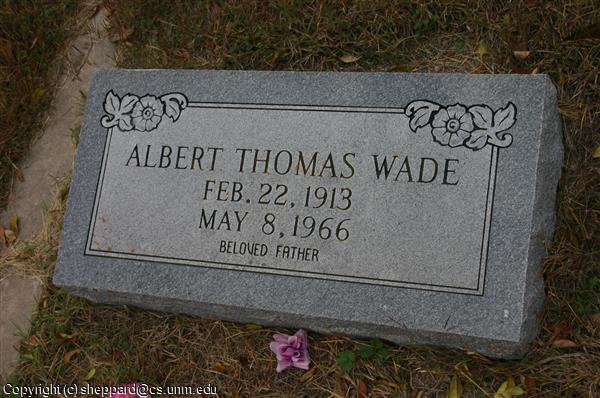 ALBERT THOMAS WADE
FEB. 22, 1913
MAY 8, 1966
BELOVED FATHER
Copyright (c) sheppard@cs.unm.edu